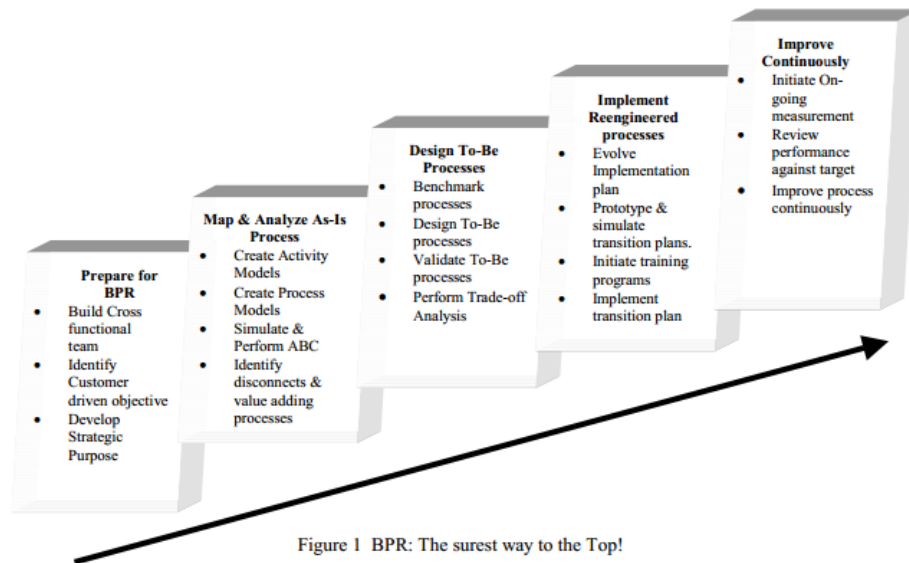 Prepare for
BPR
• Build Cross
functional
team
• Identify
Customer
driven objective
• Develop
Strategic
Purpose
Map & Analyze As-Is
Process
• Create Activity
Models
• Create Process
Models
• Simulate &
Perform ABC
• Identify
disconnects &
value adding
processes
Design To-Be
Processes
• Benchmark
processes
• Design To-Be
processes
• Validate To-Be
processes
• Perform Trade-off
Analysis
Implement
Reengineered
processes
• Evolve
Implementation
plan
• Prototype &
simulate
transition plans.
• Initiate training
programs
• Implement
transition plan
Improve
Continuously
• Initiate On-
going
measurement
• Review
performance
against target
• Improve process
continuously
Figure 1 BPR: The surest way to the Top!